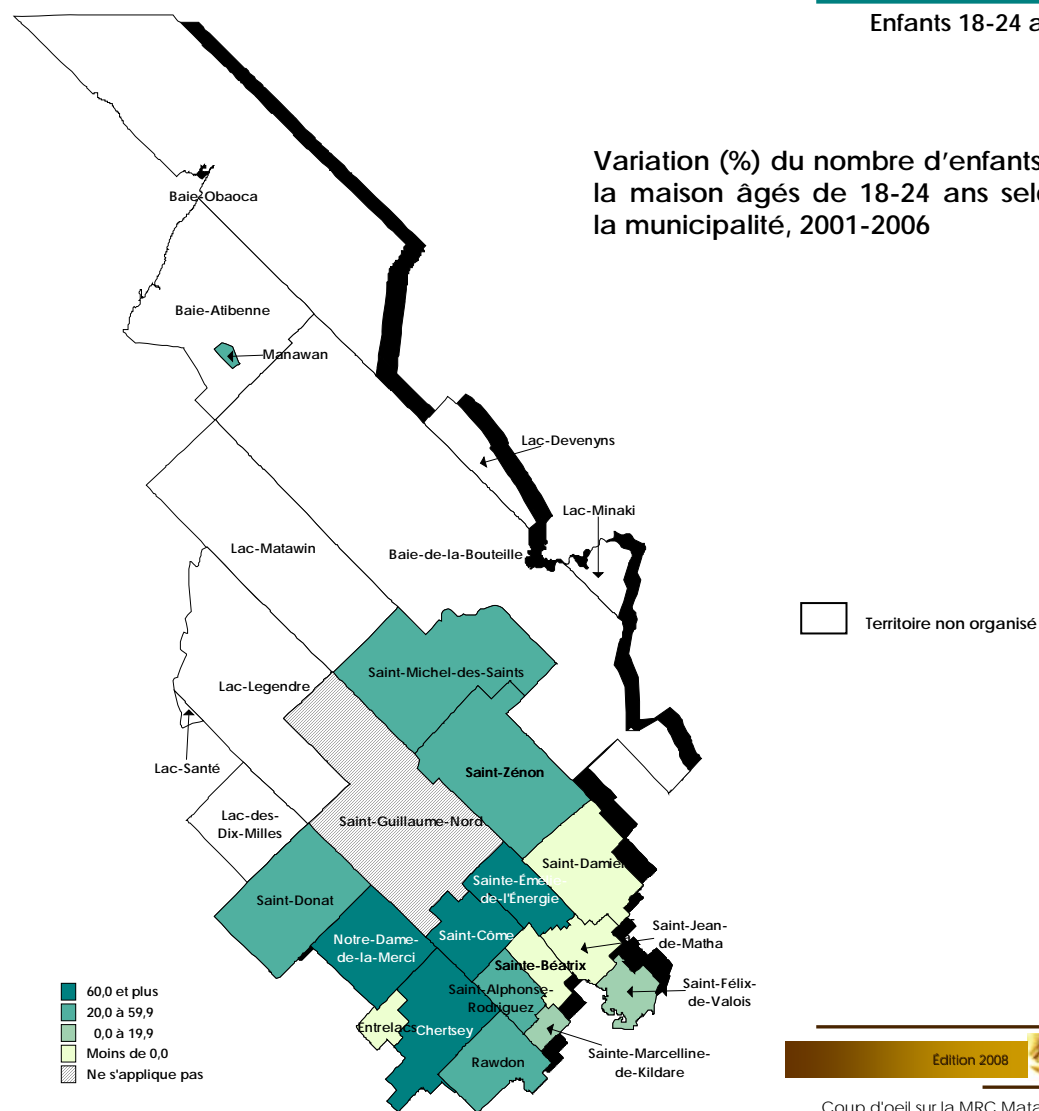 Enfants 18-24 a
Variation (%) du nombre d'enfants
la maison âgés de 18-24 ans sel
la municipalité, 2001-2006
Baie-Obaoca
Baie-Atibenne
Manawan
Lac-Devenyns
Lac-Minaki
Baie-de-la-Bouteille
Lac-Matawin
Territoire non organisé
Saint-Michel-des-Saints
Lac-Legendre
Lac-Santé
Saint-Zénon
Lac-des-
Dix-Milles
Saint-Guillaume-Nord
Saint-Damien
Sainte-Émélie-
de-l'Énergie
Saint-Donat
Saint-Jean-
de-Matha
Notre-Dame-
de-la-Merci
Saint-Côme
Sainte-Béatrix
Saint-Félix-
de-Valois
Saint-Alphonse-
Rodriguez
Entrelacs
Chertsey
Sainte-Marcelline-
de-Kildare
Rawdon
60,0 et plus
20,0 à 59,9
0,0 à 19,9
Moins de 0,0
Ne s'applique pas
Édition 2008
Coup d'oeil sur la MRC Mata